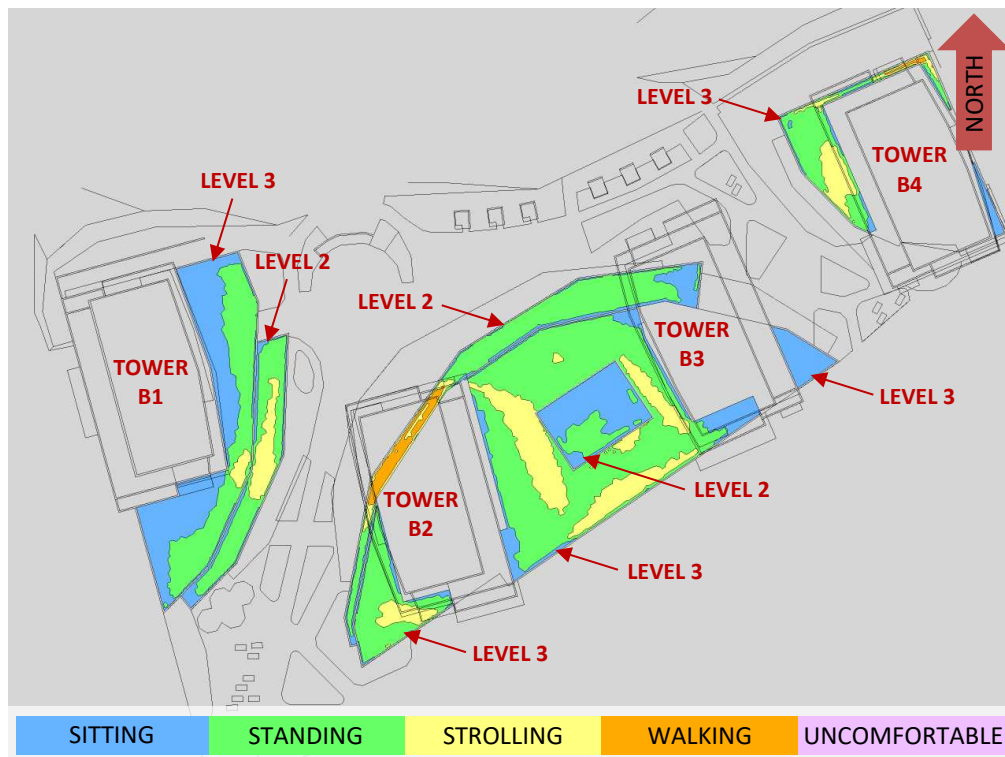 LEVEL 3
NORTH
TOWER
B4
LEVEL 3
LEVEL 2
LEVEL 2
TOWER
B3
TOWER
B1
LEVEL 3
TOWER
B2
LEVEL 2
LEVEL 3
LEVEL 3
SITTING
STANDING
STROLLING
WALKING
UNCOMFORTABLE